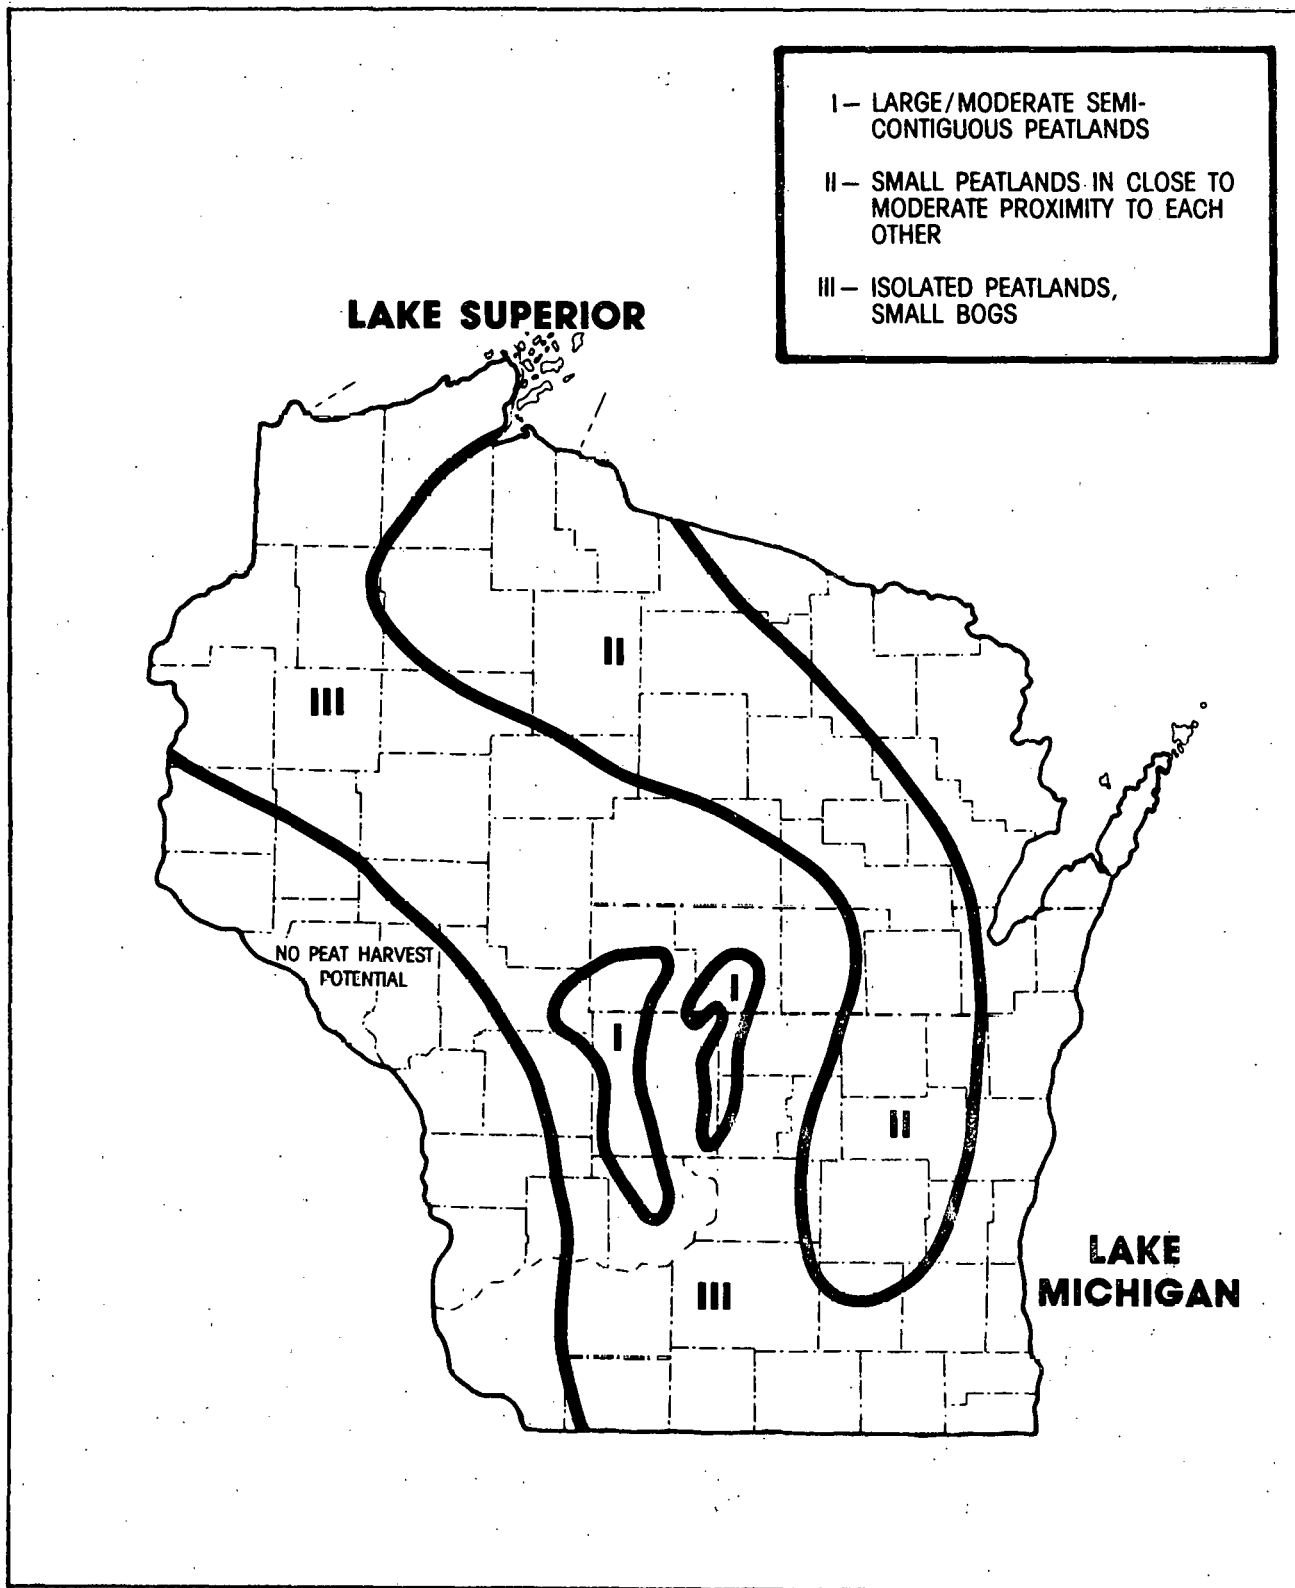 I – LARGE/MODERATE SEMI-
CONTIGUOUS PEATLANDS
II – SMALL PEATLANDS IN CLOSE TO
MODERATE PROXIMITY TO EACH
OTHER
III – ISOLATED PEATLANDS,
SMALL BOGS
LAKE SUPERIOR
II
III
NO PEAT HARVEST
POTENTIAL
I
I
II
LAKE
MICHIGAN
III